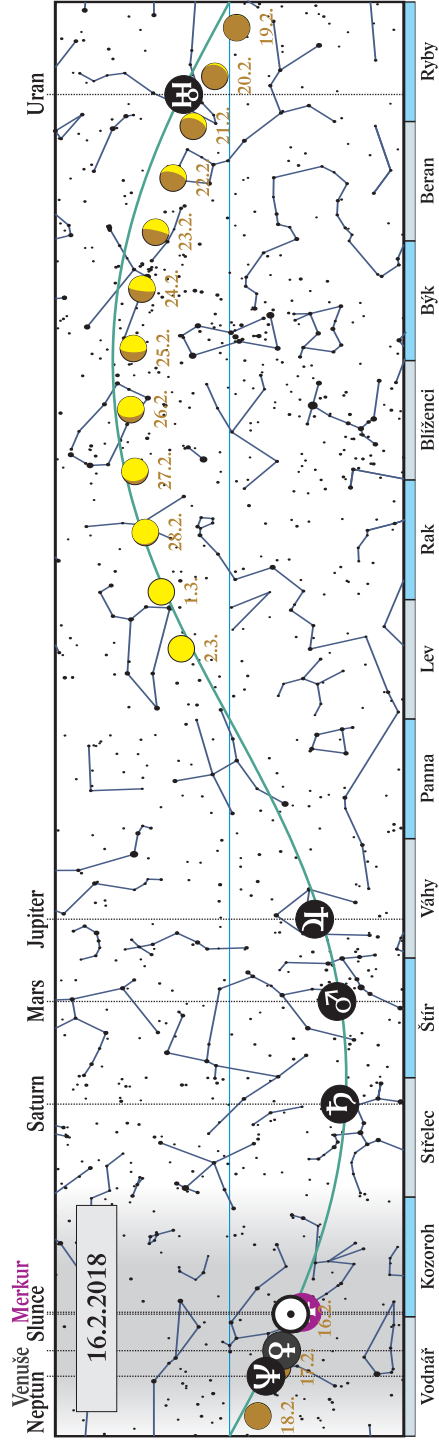 Neptun
Venuše
Slunce
Merkur
Saturn
Mars
Jupiter
Uran
16.2.2018
18.2.
17.2.
16.2.
2.3.
1.3.
28.2.
27.2.
26.2.
25.2.
24.2.
23.2.
22.2.
21.2.
20.2.
19.2.
Vodnář
Kozoroh
Střelec
Štír
Váhy
Panna
Lev
Rak
Blíženci
Býk
Beran
Ryby